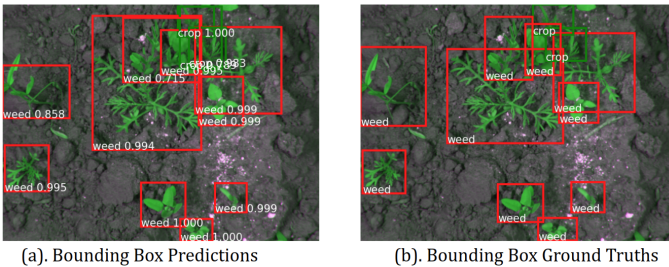 crop 1.000
crop 0.983
weed 0.995
weed 0.715
weed 0.858
weed 0.999
weed 0.999
weed 0.994
weed 0.995
weed 0.999
weed 1.000
weed 1.000
(a). Bounding Box Predictions
crop
crop
weed
weed
weed
weed
weed
weed
weed
weed
weed
weed
(b). Bounding Box Ground Truths